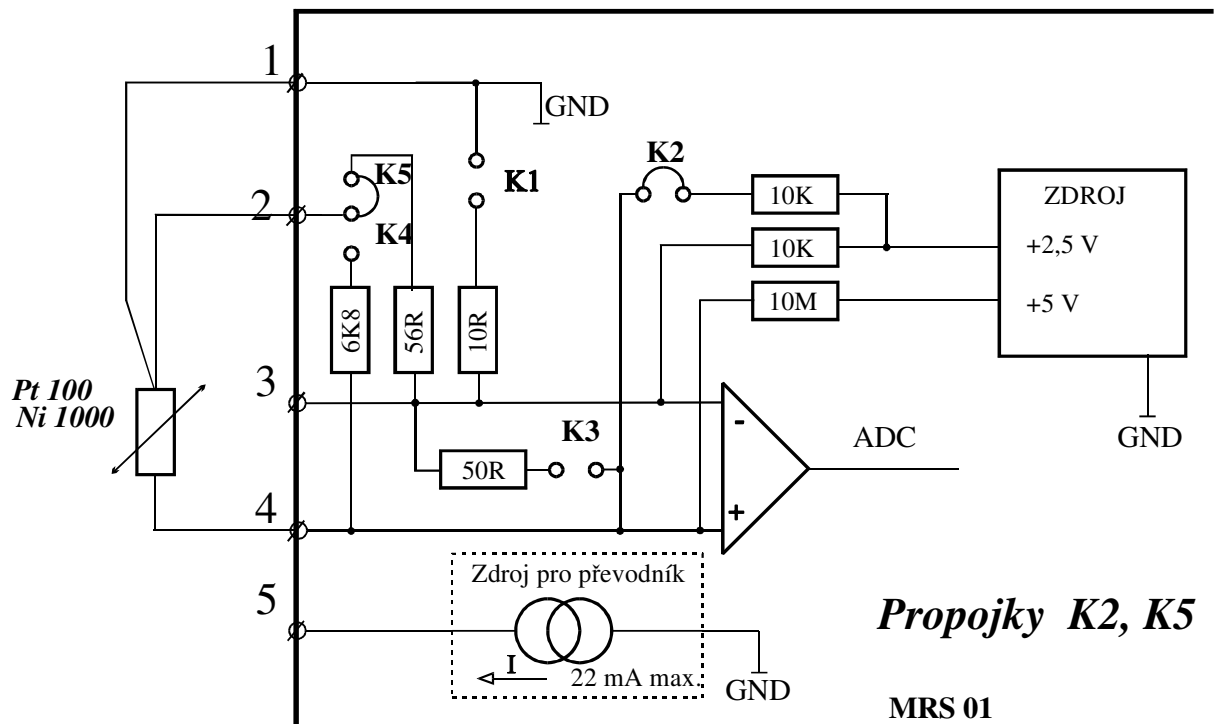 1
GND
K5
K1
K2
10K
ZDROJ
2
K4
10K
+2,5 V
10M
+5 V
6K8
56R
10R
Pt 100
Ni 1000
3
-
K3
ADC
GND
50R
4
+
Zdroj pro převodník
5
Propojky K2, K5
I
22 mA max.
GND
MRS 01